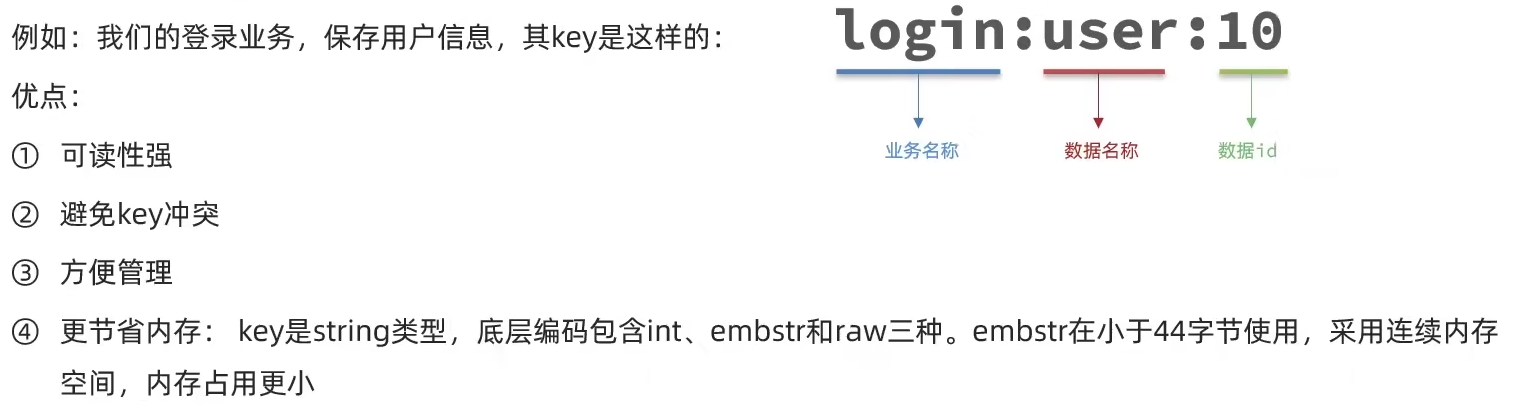 例如：我们的登录业务，保存用户信息，其key是这样的：
login:user:10
业务名称
数据名称
数据id
优点：
① 可读性强
② 避免key冲突
③ 方便管理
④ 更节省内存： key是string类型，底层编码包含int、embstr和raw三种。embstr在小于44字节使用，采用连续内存
空间，内存占用更小